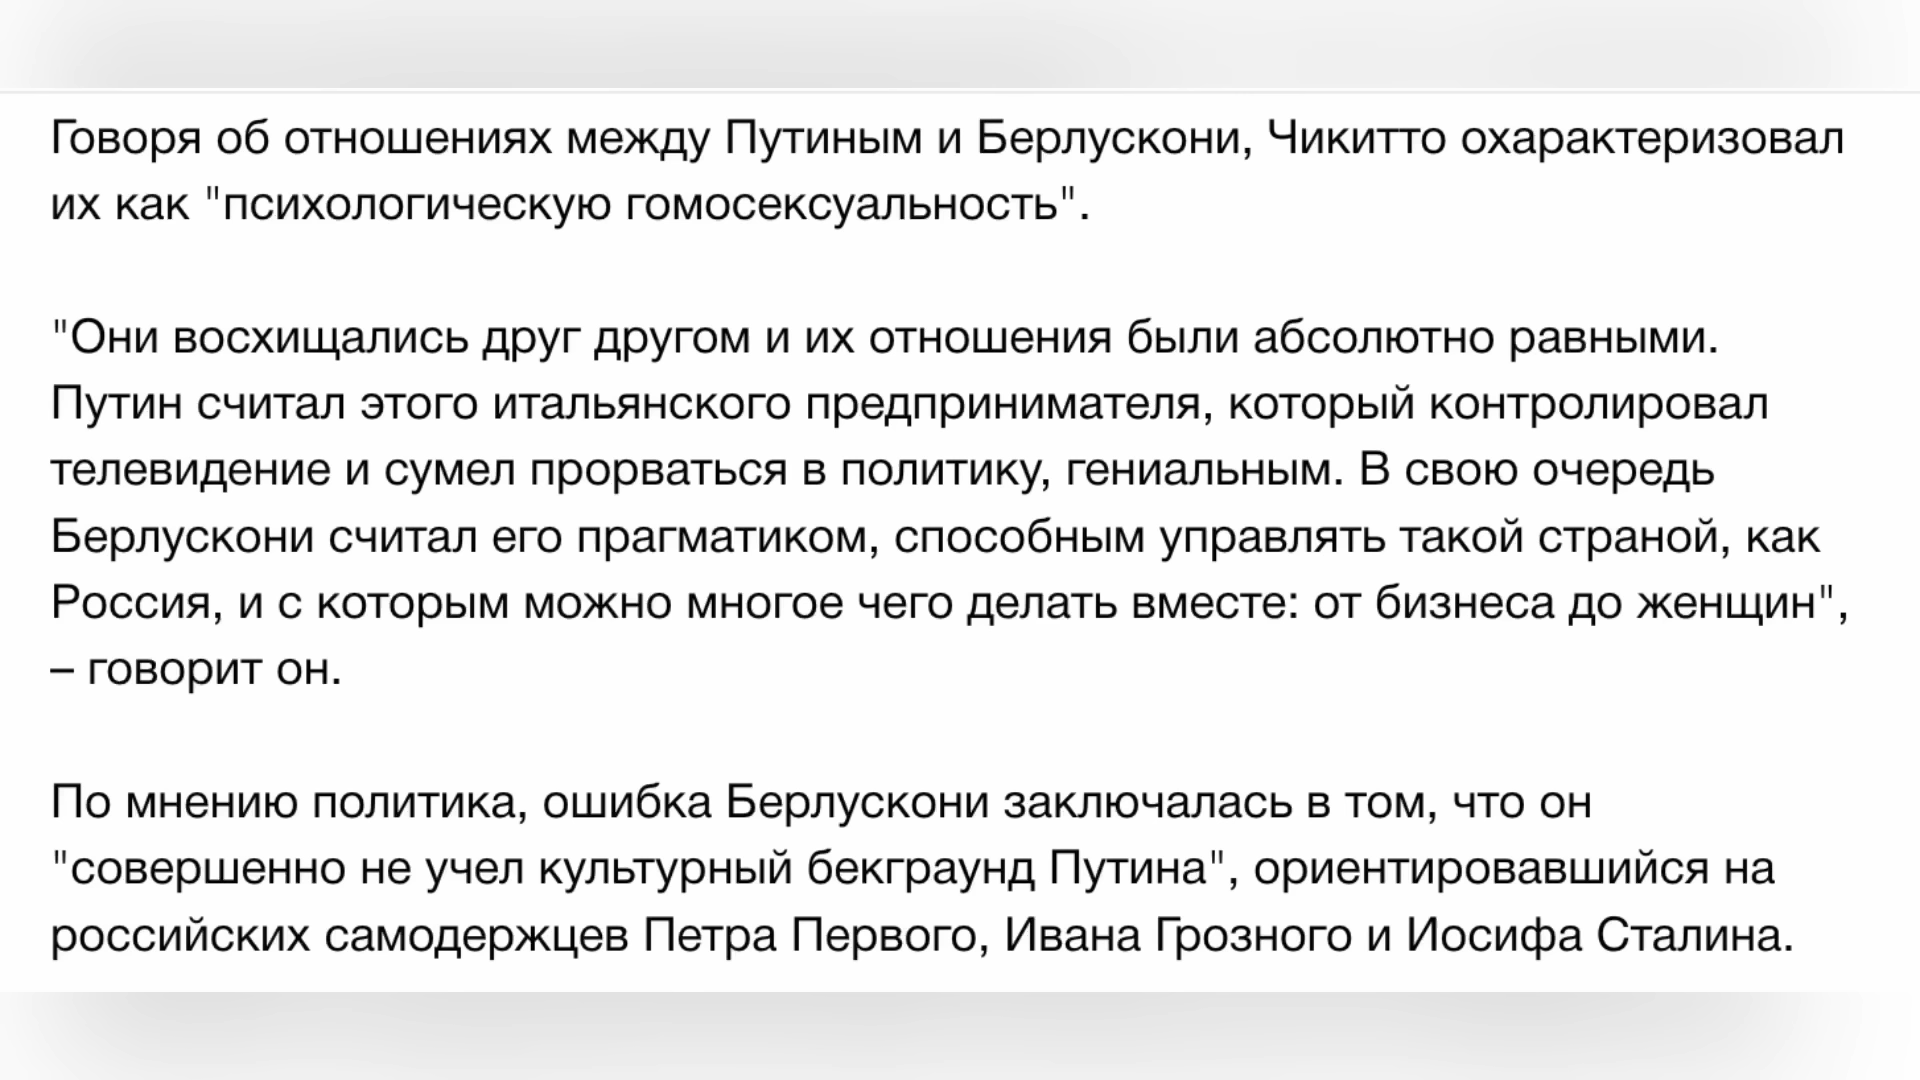 Говоря об отношениях между Путиным и Берлускони, Чикитто охарактеризовал
их как "психологическую гомосексуальность".
"Они восхищались друг другом и их отношения были абсолютно равными.
Путин считал этого итальянского предпринимателя, который контролировал
телевидение и сумел прорваться в политику, гениальным. В свою очередь
Берлускони считал его прагматиком, способным управлять такой страной, как
Россия, и с которым можно многое чего делать вместе: от бизнеса до женщин",
– говорит он.
По мнению политика, ошибка Берлускони заключалась в том, что он
"совершенно не учел культурный бекграунд Путина", ориентировавшийся на
российских самодержцев Петра Первого, Ивана Грозного и Иосифа Сталина.